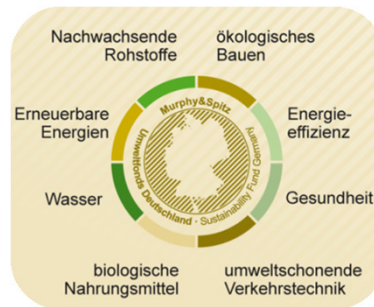 Nachwachsende
Rohstoffe
ökologisches
Bauen
Erneuerbare
Energien
Energie-
effizienz
Wasser
Gesundheit
biologische
Nahrungsmittel
umweltschonende
Verkehrstechnik
Murphy&Spitz
Umweltfonds Deutschland · Sustainability Fund Germany